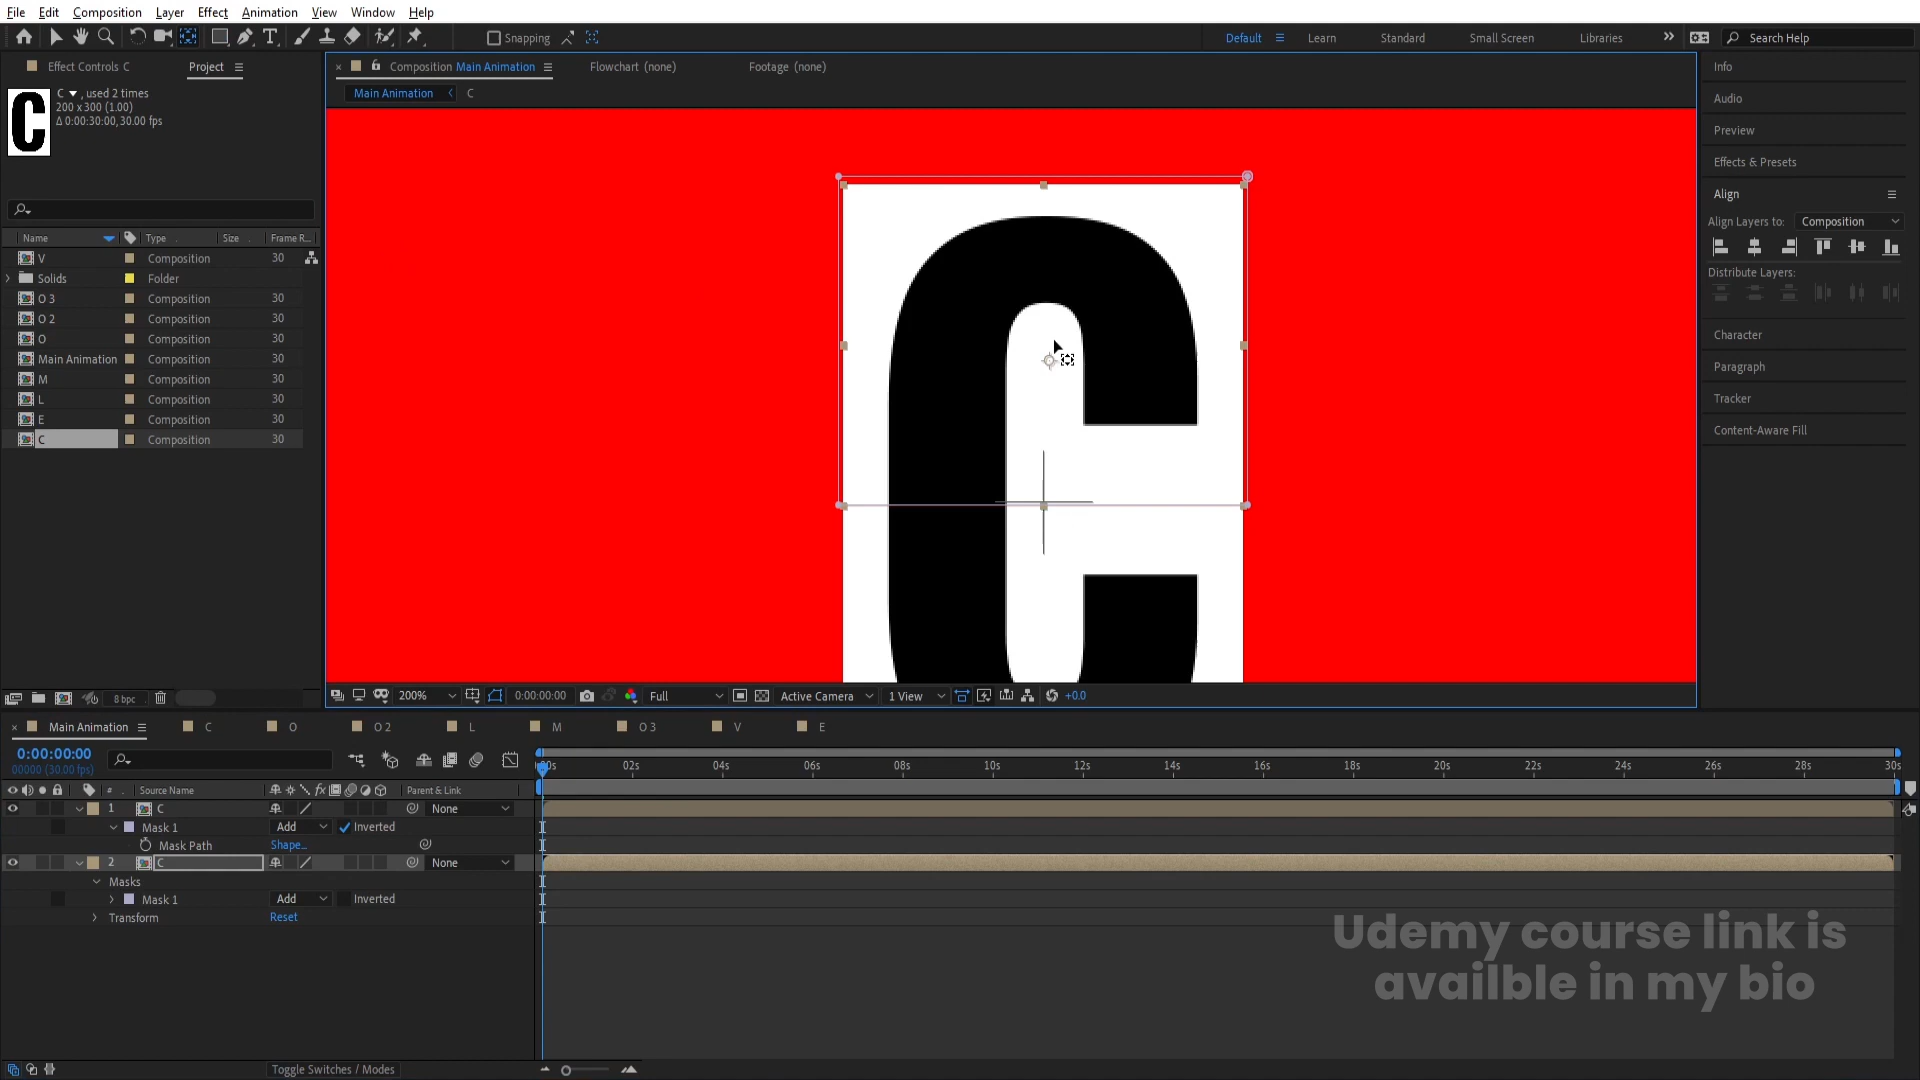 File Edit Composition Layer Effect Animation View Window Help
Snapping
Default Learn Standard Small Screen Libraries Search Help
Effect Controls C Project
Composition Main Animation Flowchart (none) Footage (none)
Main Animation C
C , used 2 times
200 x 300 (1.00)
Δ 0:00:30:00, 30.00 fps
Name Type Size Frame R...
V Composition 30
Solids Folder
O 3 Composition 30
O 2 Composition 30
O Composition 30
Main Animation Composition 30
M Composition 30
L Composition 30
E Composition 30
C Composition 30
8 bpc
C
200% 0:00:00:00 Full Active Camera 1 View +0.0
Info
Audio
Preview
Effects & Presets
Align
Align Layers to: Composition
Distribute Layers:
Character
Paragraph
Tracker
Content-Aware Fill
Main Animation C O O 2 L M O 3 V E
0:00:00:00
00000 (30.00 fps)
00s 02s 04s 06s 08s 10s 12s 14s 16s 18s 20s 22s 24s 26s 28s 30s
# Source Name fx Parent & Link
1 C None
Mask 1 Add Inverted
Mask Path Shape...
2 C None
Masks
Mask 1 Add Inverted
Transform Reset
Toggle Switches / Modes
Udemy course link is
availble in my bio